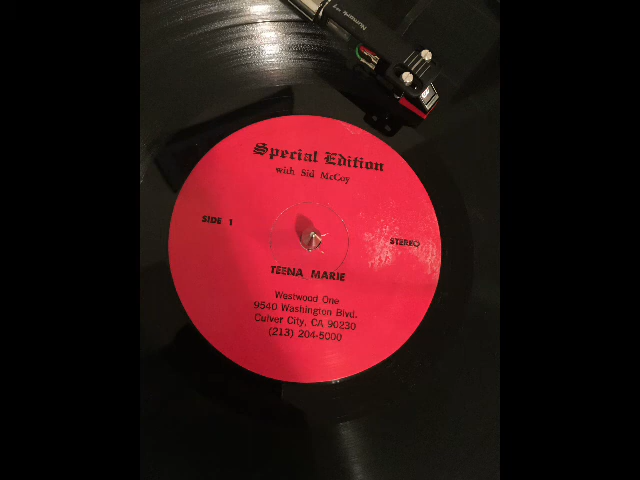 Numark
Special Edition
with Sid McCoy
SIDE 1
STEREO
TEENA MARIE
Westwood One
9540 Washington Blvd.
Culver City, CA 90230
(213) 204-5000